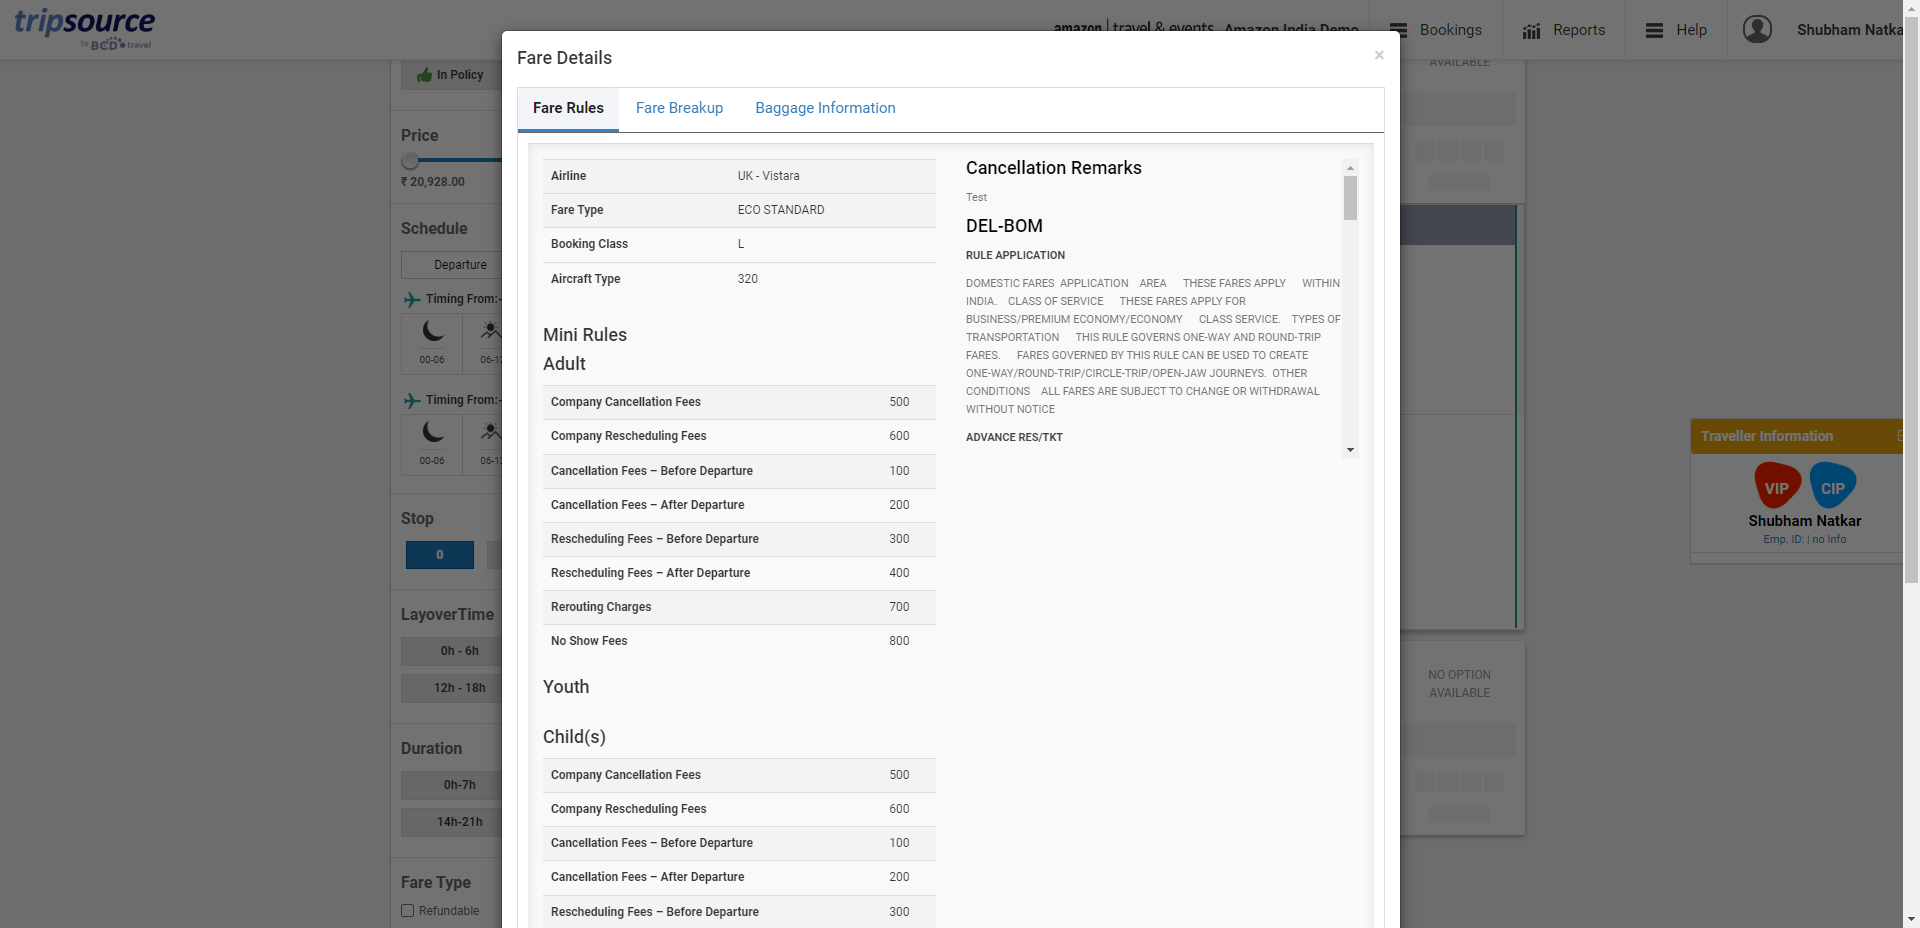 tripsource
by BCD travel
amazon | travel & events Amazon India Demo
Bookings
Reports
Help
Shubham Natka
In Policy
Price
₹ 20,928.00
Schedule
Departure
Timing From:-
00-06
06-12
Timing From:-
00-06
06-12
Stop
0
LayoverTime
0h - 6h
12h - 18h
Duration
0h-7h
14h-21h
Fare Type
Refundable
Fare Details
×
Fare Rules Fare Breakup Baggage Information
Airline UK - Vistara
Fare Type ECO STANDARD
Booking Class L
Aircraft Type 320
Mini Rules
Adult
Company Cancellation Fees 500
Company Rescheduling Fees 600
Cancellation Fees – Before Departure 100
Cancellation Fees – After Departure 200
Rescheduling Fees – Before Departure 300
Rescheduling Fees – After Departure 400
Rerouting Charges 700
No Show Fees 800
Youth
Child(s)
Company Cancellation Fees 500
Company Rescheduling Fees 600
Cancellation Fees – Before Departure 100
Cancellation Fees – After Departure 200
Rescheduling Fees – Before Departure 300
Cancellation Remarks
Test
DEL-BOM
RULE APPLICATION
DOMESTIC FARES APPLICATION AREA THESE FARES APPLY WITHIN
INDIA. CLASS OF SERVICE THESE FARES APPLY FOR
BUSINESS/PREMIUM ECONOMY/ECONOMY CLASS SERVICE. TYPES OF
TRANSPORTATION THIS RULE GOVERNS ONE-WAY AND ROUND-TRIP
FARES. FARES GOVERNED BY THIS RULE CAN BE USED TO CREATE
ONE-WAY/ROUND-TRIP/CIRCLE-TRIP/OPEN-JAW JOURNEYS. OTHER
CONDITIONS ALL FARES ARE SUBJECT TO CHANGE OR WITHDRAWAL
WITHOUT NOTICE
ADVANCE RES/TKT
AVAILABLE
NO OPTION
AVAILABLE
Traveller Information
VIP
CIP
Shubham Natkar
Emp. ID: | no Info